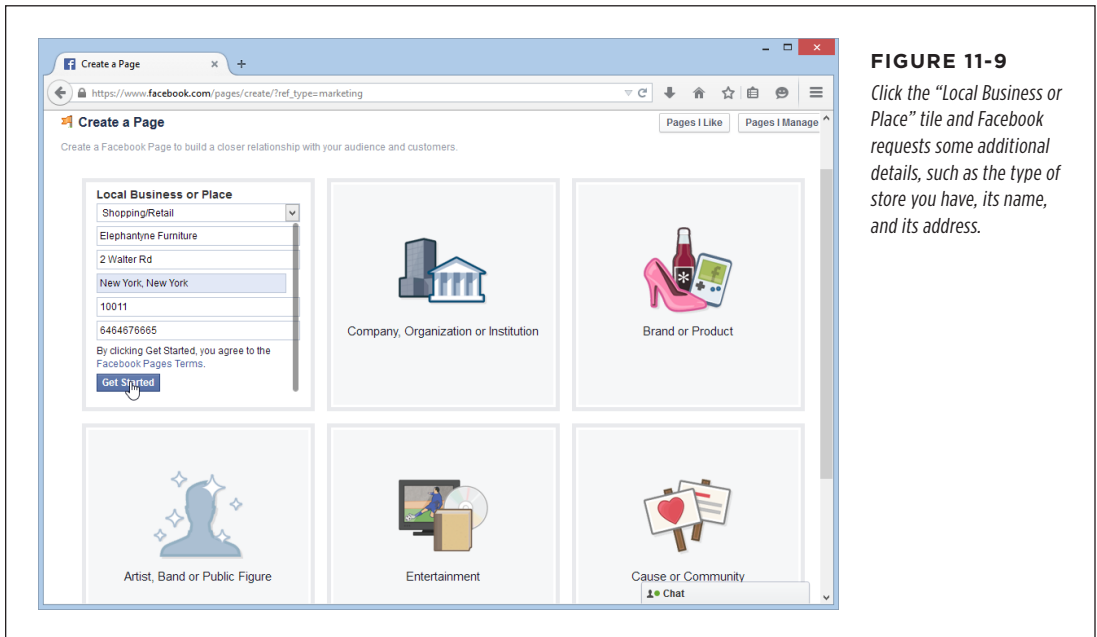 Create a Page
https://www.facebook.com/pages/create/?ref_type=marketing
Create a Page
Pages I Like
Pages I Manage
Create a Facebook Page to build a closer relationship with your audience and customers.
Local Business or Place
Shopping/Retail
Elephantyne Furniture
2 Walter Rd
New York, New York
10011
6464676665
By clicking Get Started, you agree to the
Facebook Pages Terms.
Get Started
Company, Organization or Institution
Brand or Product
Artist, Band or Public Figure
Entertainment
Cause or Community
Chat
FIGURE 11-9
Click the “Local Business or
Place” tile and Facebook
requests some additional
details, such as the type of
store you have, its name,
and its address.